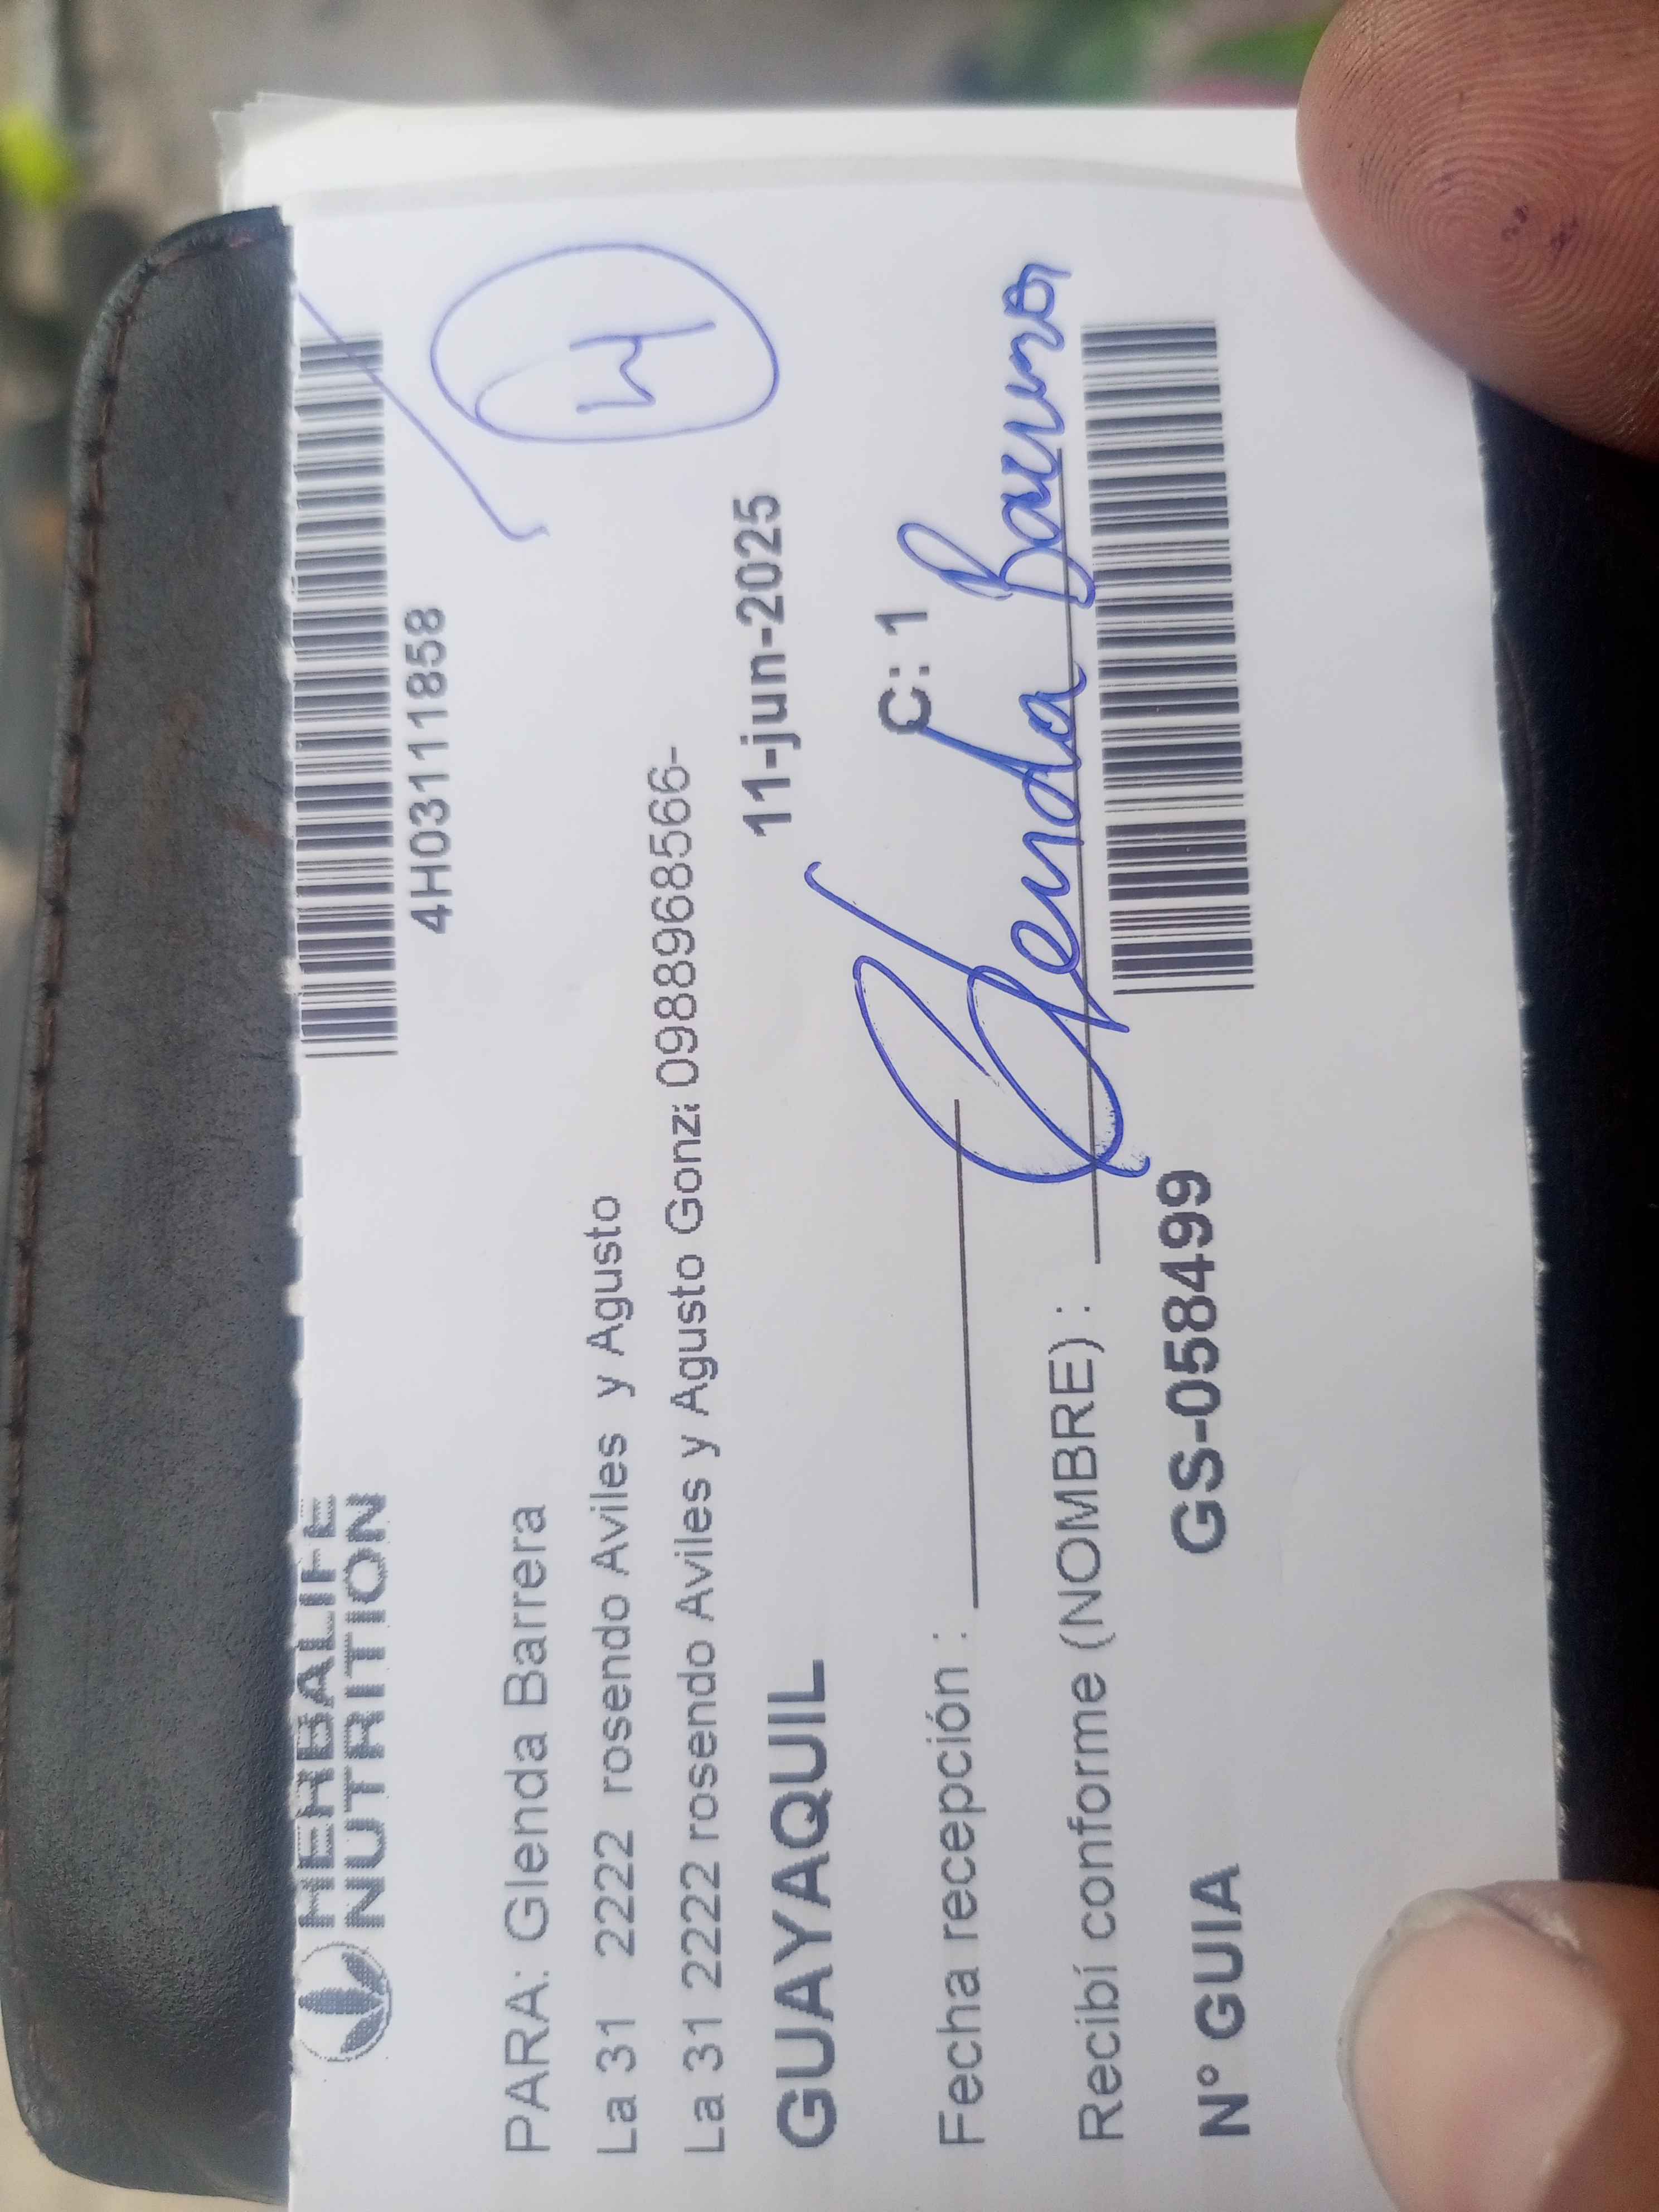 HERBALIFE
NUTRITION
4H03111858
PARA: Glenda Barrera
La 31 2222 rosendo Aviles y Agusto
La 31 2222 rosendo Aviles y Agusto Gonz: 0988968566-
GUAYAQUIL 11-jun-2025
C: 1
Fecha recepción :
Recibí conforme (NOMBRE) : Glenda Barrera
N° GUIA GS-058499